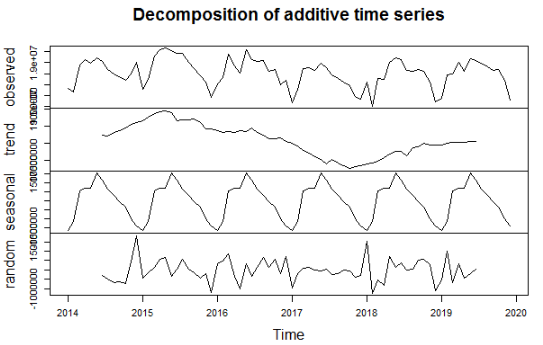 Decomposition of additive time series
observed
1.9e+07
trend
seasonal
random
-1000000
2014
2015
2016
2017
2018
2019
2020
Time